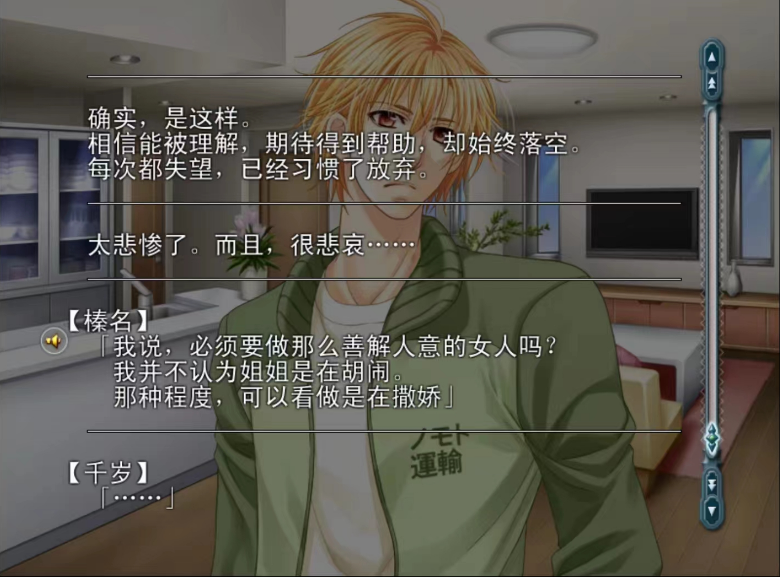 确实，是这样。
相信能被理解，期待得到帮助，却始终落空。
每次都失望，已经习惯了放弃。
太悲惨了。而且，很悲哀……
【榛名】
「我说，必须要做那么善解人意的女人吗？
我并不认为姐姐是在胡闹。
那种程度，可以看做是在撒娇」
【千岁】
「……」
ノモト
運輸